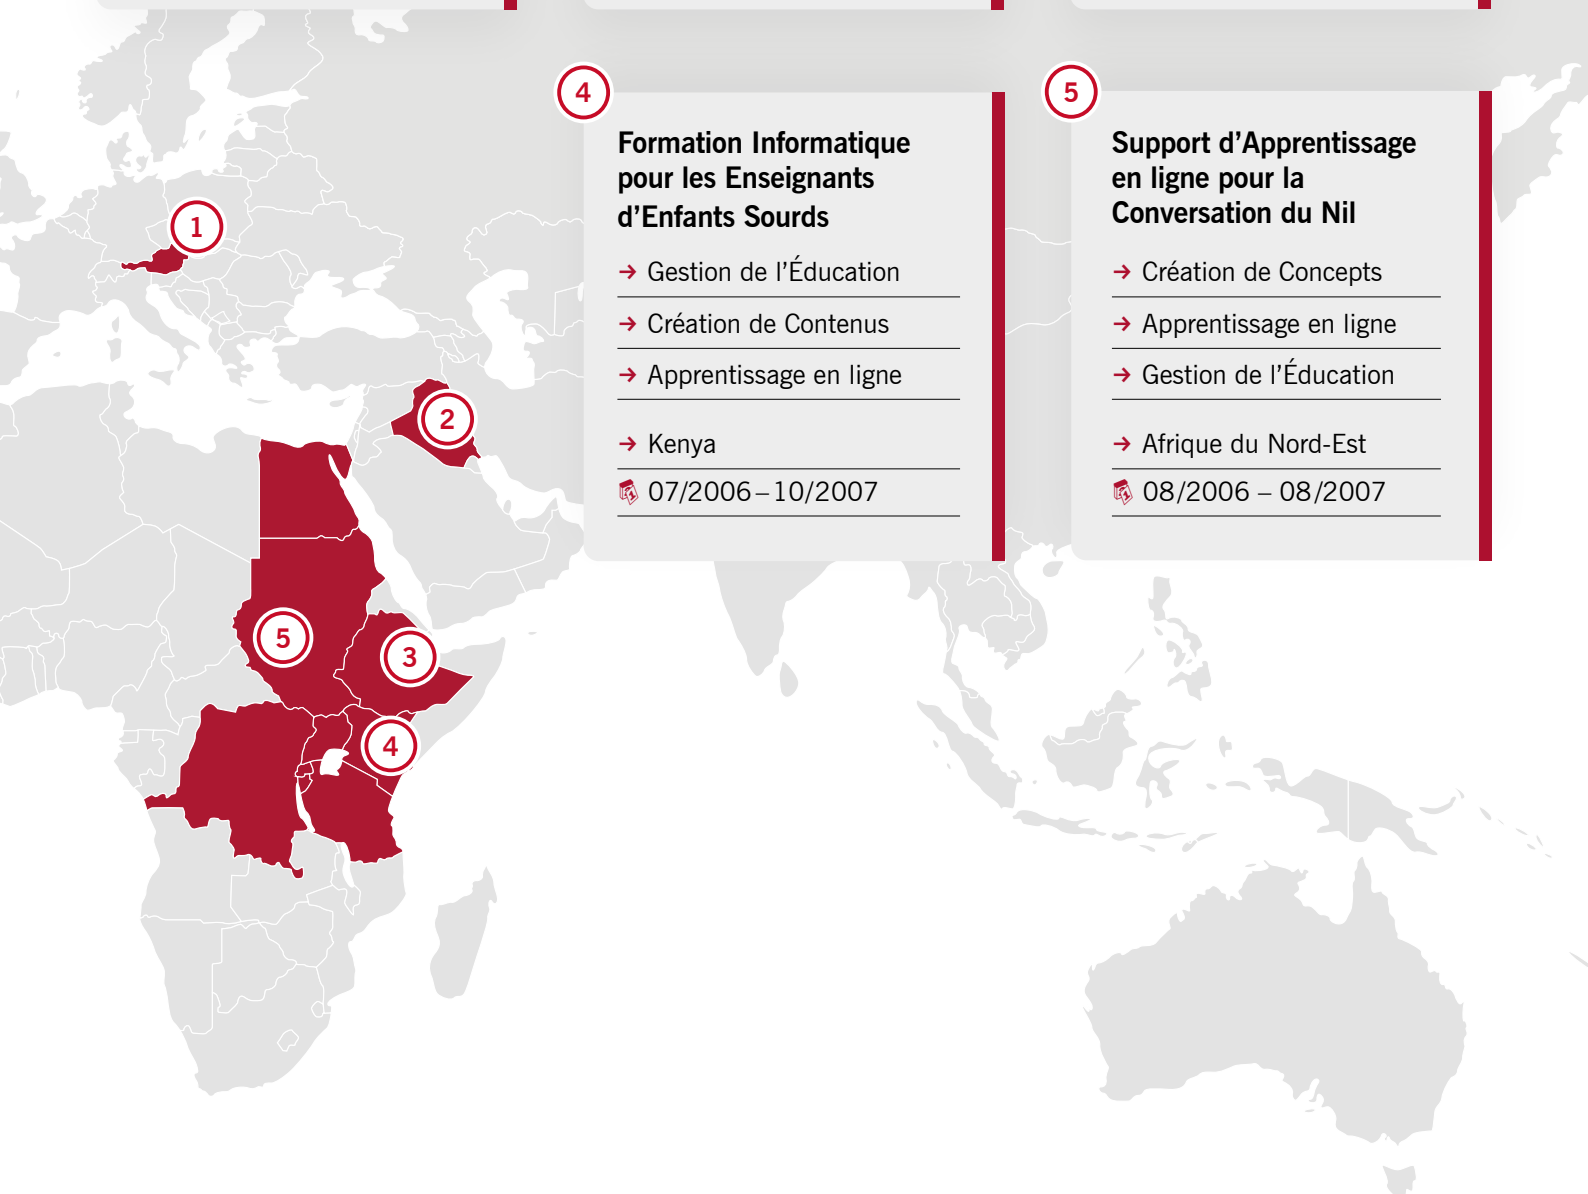 4
Formation Informatique
pour les Enseignants
d’Enfants Sourds
→ Gestion de l’Éducation
→ Création de Contenus
→ Apprentissage en ligne
→ Kenya
07/2006 – 10/2007
5
Support d’Apprentissage
en ligne pour la
Conversation du Nil
→ Création de Concepts
→ Apprentissage en ligne
→ Gestion de l’Éducation
→ Afrique du Nord-Est
08/2006 – 08/2007
1
2
5
3
4